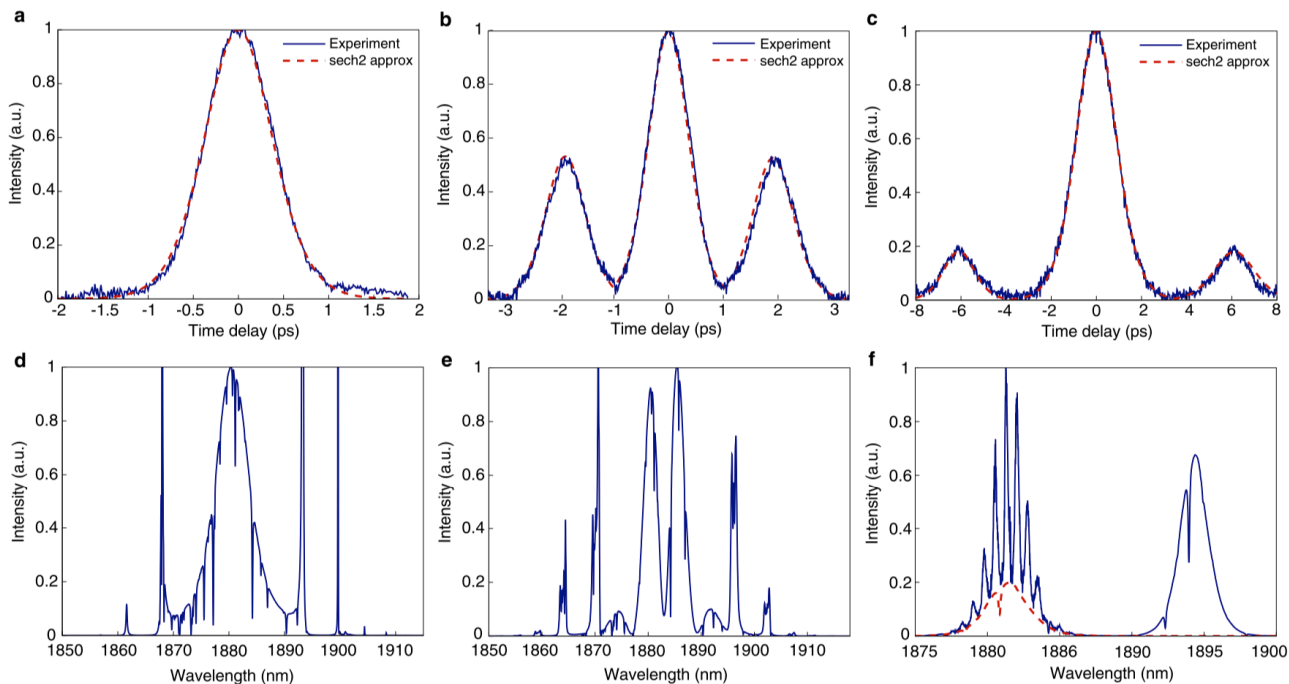 a
Intensity (a.u.)
1
0.8
0.6
0.4
0.2
0
-2 -1.5 -1 -0.5 0 0.5 1 1.5 2
Time delay (ps)
Experiment
sech2 approx
b
Intensity (a.u.)
1
0.8
0.6
0.4
0.2
0
-3 -2 -1 0 1 2 3
Time delay (ps)
Experiment
sech2 approx
c
Intensity (a.u.)
1
0.8
0.6
0.4
0.2
0
-8 -6 -4 -2 0 2 4 6 8
Time delay (ps)
Experiment
sech2 approx
d
Intensity (a.u.)
1
0.8
0.6
0.4
0.2
0
1850 1860 1870 1880 1890 1900 1910
Wavelength (nm)
e
Intensity (a.u.)
1
0.8
0.6
0.4
0.2
0
1850 1860 1870 1880 1890 1900 1910
Wavelength (nm)
f
Intensity (a.u.)
1
0.8
0.6
0.4
0.2
0
1875 1880 1886 1890 1895 1900
Wavelength (nm)